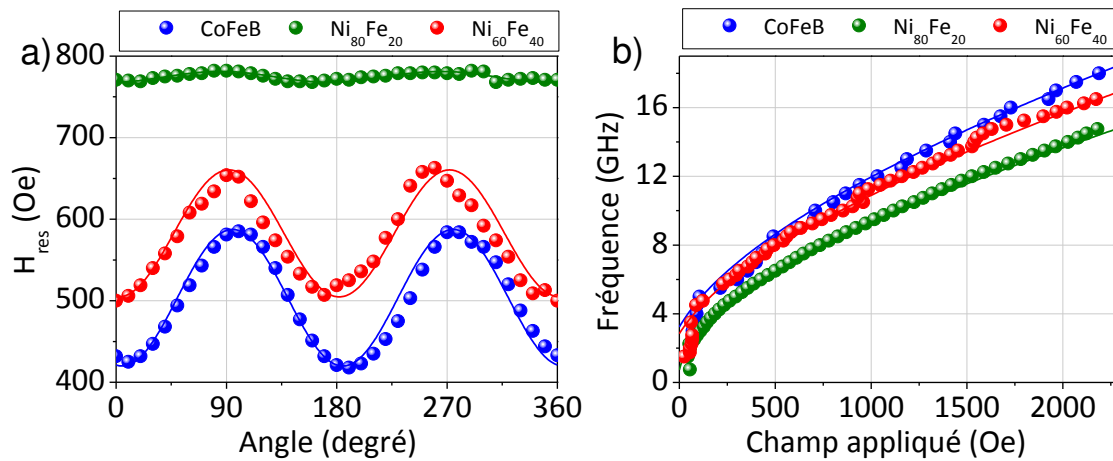 CoFeB Ni80Fe20 Ni60Fe40
a)
800
700
600
500
400
H res (Oe)
0 90 180 270 360
Angle (degré)
CoFeB Ni80Fe20 Ni60Fe40
b)
16
12
8
4
0
Fréquence (GHz)
0 500 1000 1500 2000
Champ appliqué (Oe)